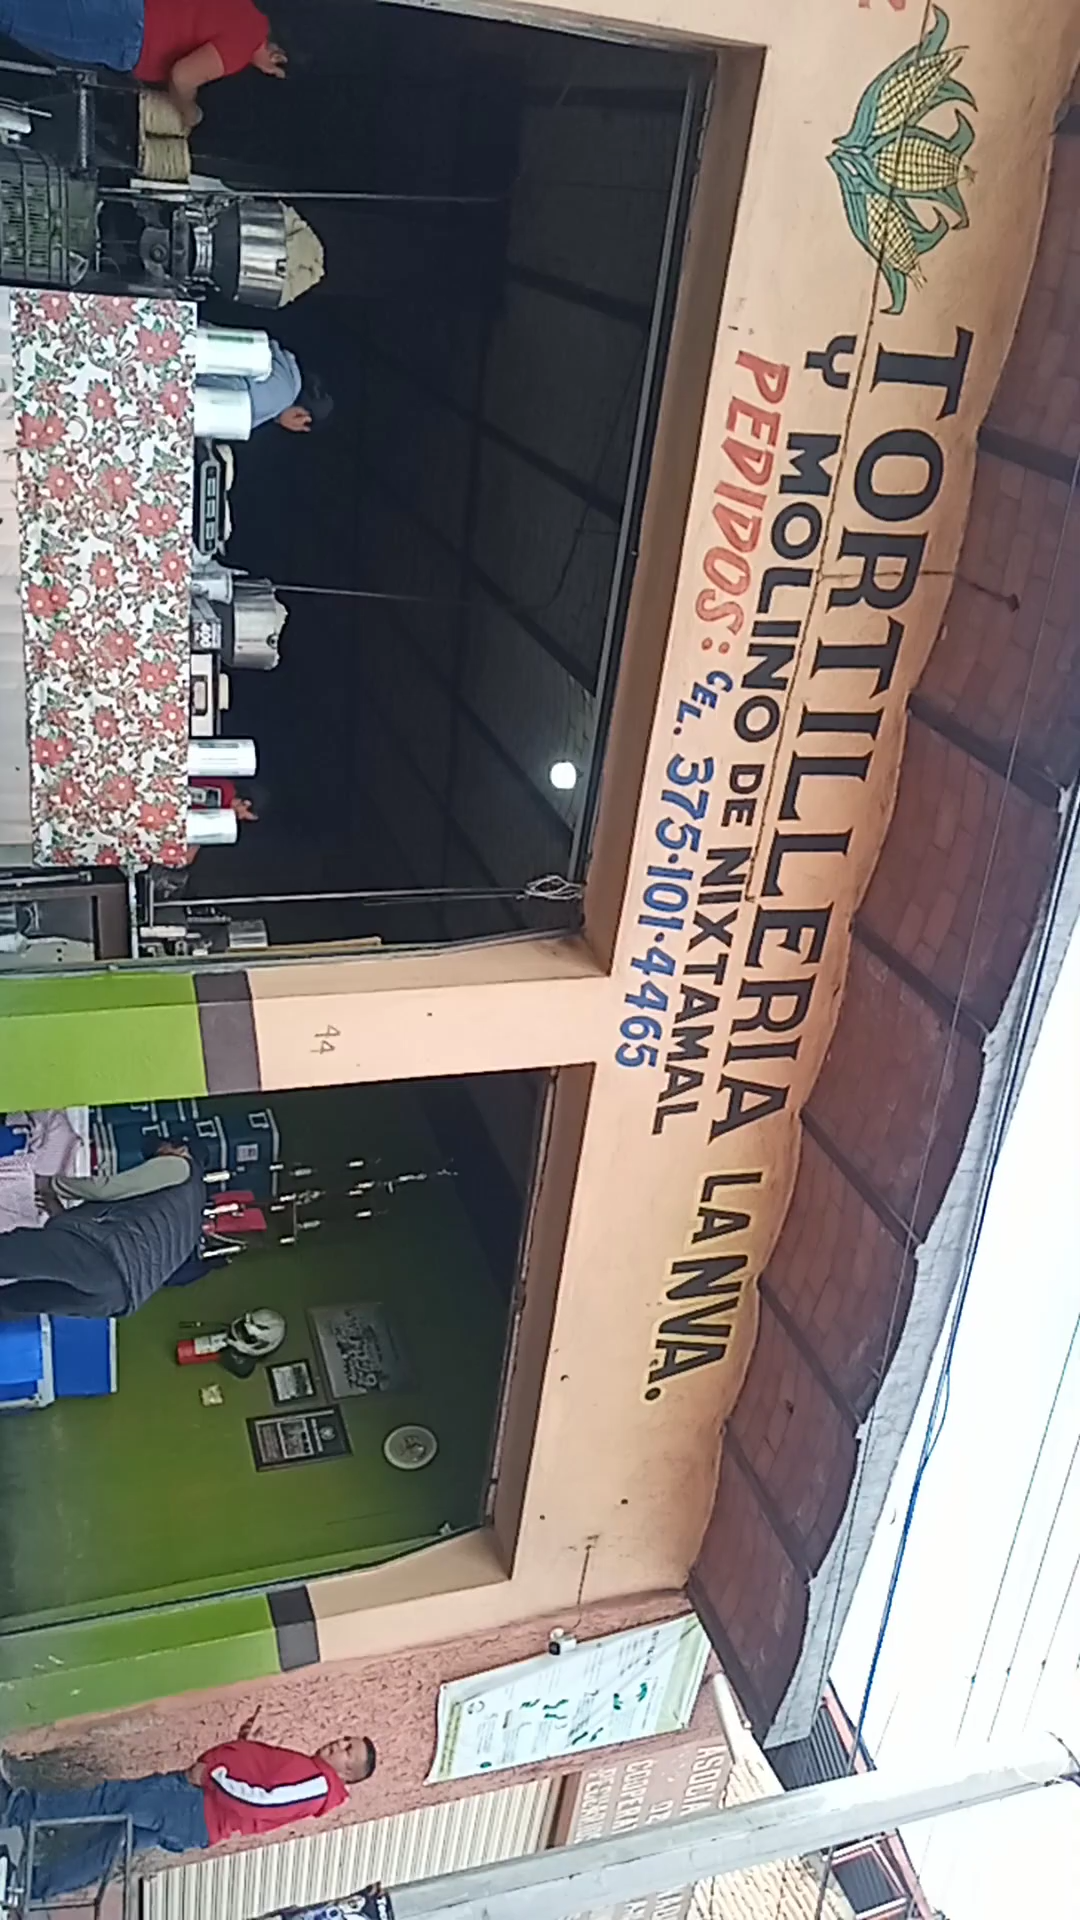 TORTILLERIA LA NVA.
Y MOLINO DE NIXTAMAL
PEDIDOS: CEL. 375·101·4465
44